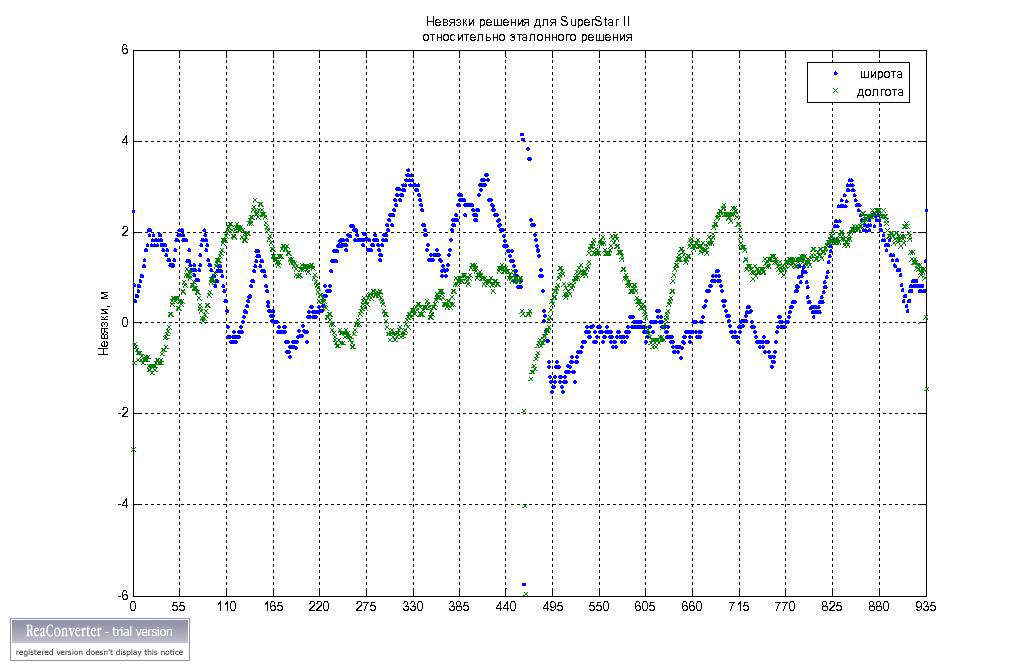 Невязки решения для SuperStar II
относительно эталонного решения
широта
долгота
Невязки, м
6
4
2
0
-2
-4
-6
0 55 110 165 220 275 330 385 440 495 550 605 660 715 770 825 880 935
ReaConverter - trial version
registered version doesn't display this notice